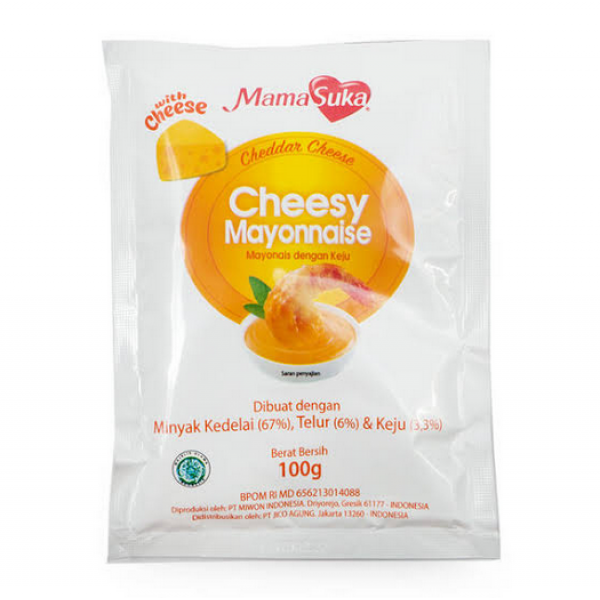 with
Cheese
MamaSuka
Cheddar Cheese
Cheesy
Mayonnaise
Mayonais dengan Keju
Saran penyajian
Dibuat dengan
Minyak Kedelai (67%), Telur (6%) & Keju (3,3%)
Berat Bersih
100g
BPOM RI MD 656213014088
Diproduksi oleh: PT MIWON INDONESIA. Driyorejo, Gresik 61177 - INDONESIA
Didistribusikan oleh: PT JICO AGUNG. Jakarta 13260 - INDONESIA